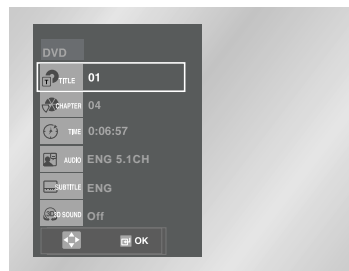 DVD
TITLE 01
CHAPTER 04
TIME 0:06:57
AUDIO ENG 5.1CH
SUBTITLE ENG
3D SOUND Off
OK